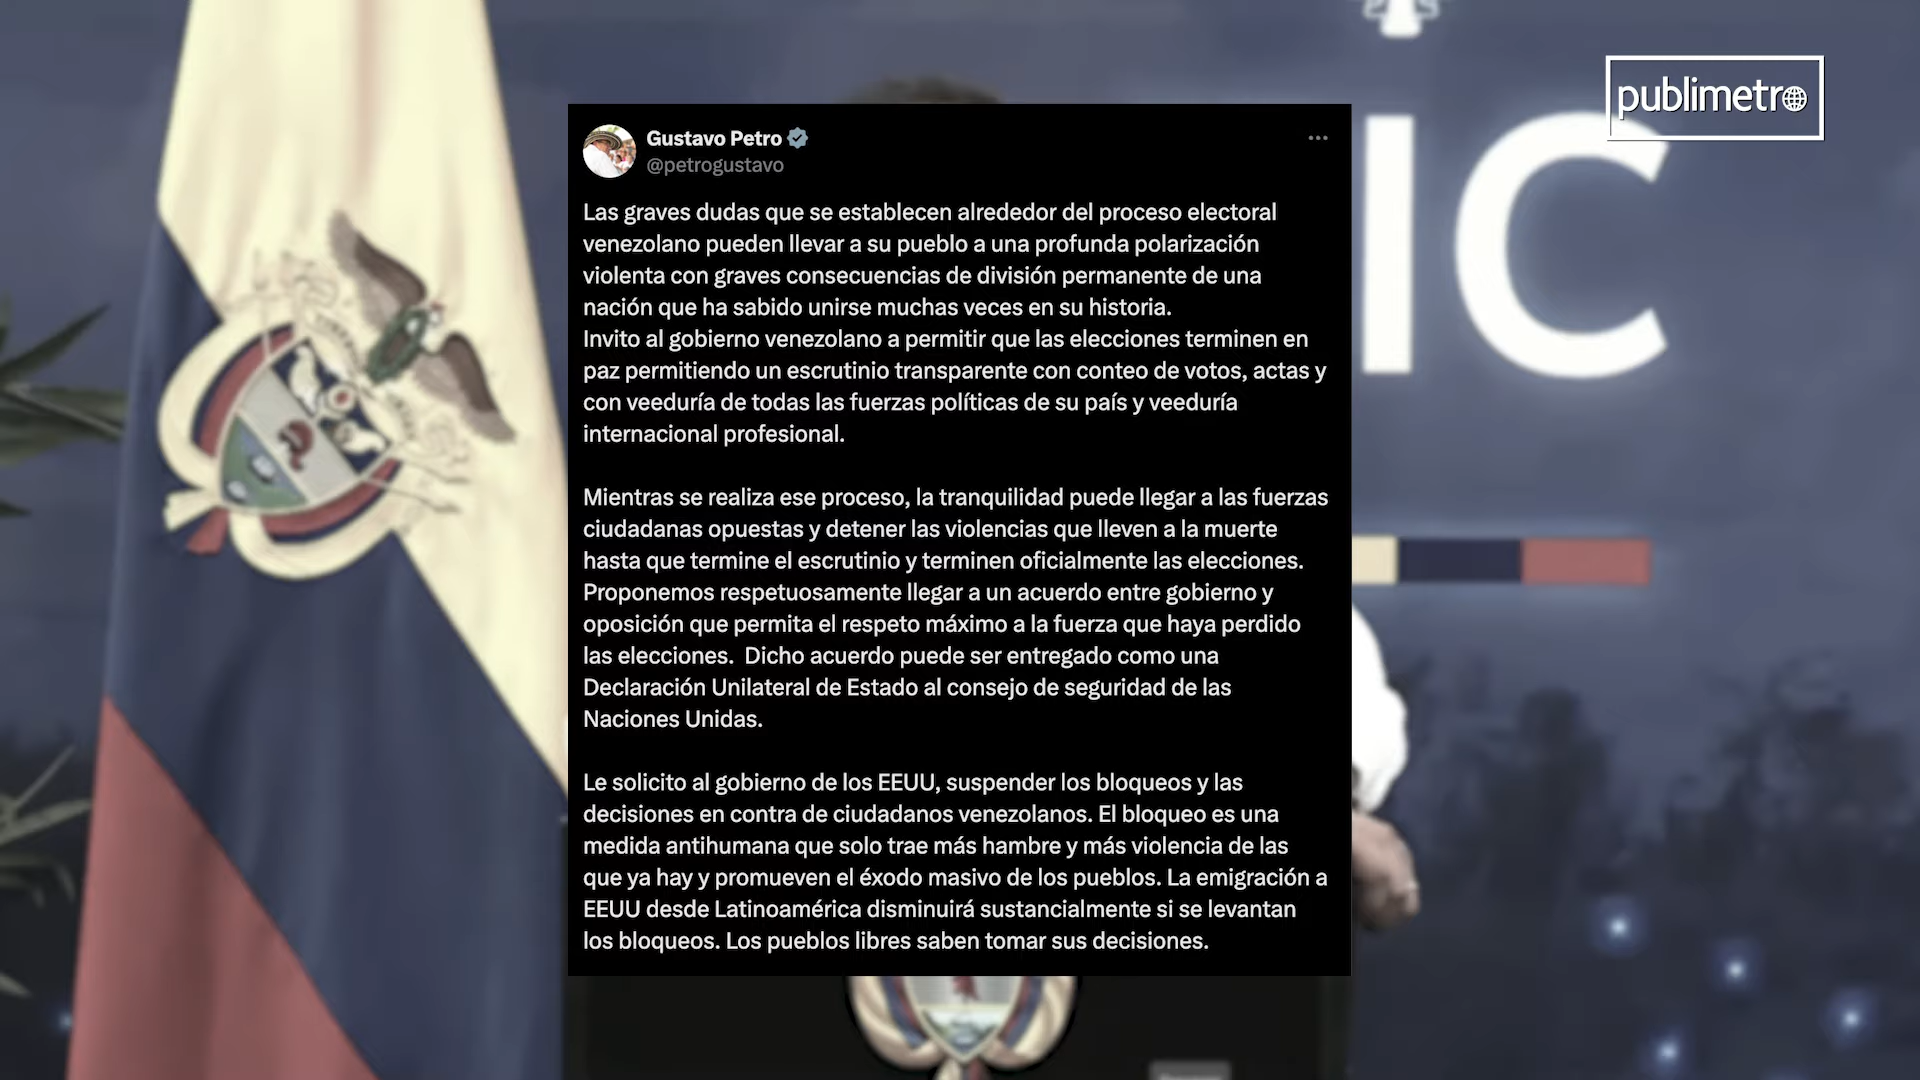 publimetro
IC
Gustavo Petro
@petrogustavo
Las graves dudas que se establecen alrededor del proceso electoral
venezolano pueden llevar a su pueblo a una profunda polarización
violenta con graves consecuencias de división permanente de una
nación que ha sabido unirse muchas veces en su historia.
Invito al gobierno venezolano a permitir que las elecciones terminen en
paz permitiendo un escrutinio transparente con conteo de votos, actas y
con veeduría de todas las fuerzas políticas de su país y veeduría
internacional profesional.
Mientras se realiza ese proceso, la tranquilidad puede llegar a las fuerzas
ciudadanas opuestas y detener las violencias que lleven a la muerte
hasta que termine el escrutinio y terminen oficialmente las elecciones.
Proponemos respetuosamente llegar a un acuerdo entre gobierno y
oposición que permita el respeto máximo a la fuerza que haya perdido
las elecciones.  Dicho acuerdo puede ser entregado como una
Declaración Unilateral de Estado al consejo de seguridad de las
Naciones Unidas.
Le solicito al gobierno de los EEUU, suspender los bloqueos y las
decisiones en contra de ciudadanos venezolanos. El bloqueo es una
medida antihumana que solo trae más hambre y más violencia de las
que ya hay y promueven el éxodo masivo de los pueblos. La emigración a
EEUU desde Latinoamérica disminuirá sustancialmente si se levantan
los bloqueos. Los pueblos libres saben tomar sus decisiones.